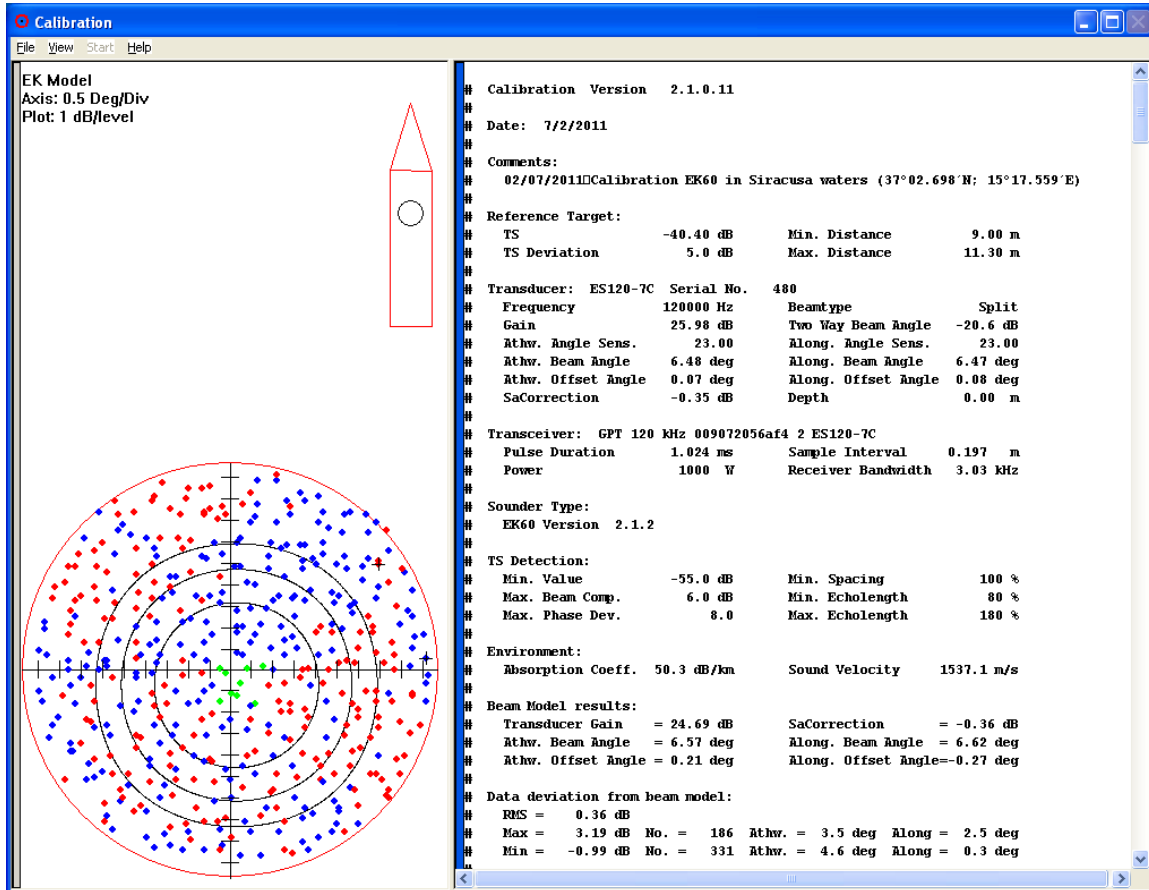 Calibration
File View Start Help
EK Model
Axis: 0.5 Deg/Div
Plot: 1 dB/level
# Calibration Version 2.1.0.11
#
# Date: 7/2/2011
#
# Comments:
# 02/07/2011□Calibration EK60 in Siracusa waters (37°02.698´N; 15°17.559´E)
#
# Reference Target:
# TS -40.40 dB Min. Distance 9.00 m
# TS Deviation 5.0 dB Max. Distance 11.30 m
#
# Transducer: ES120-7C Serial No. 480
# Frequency 120000 Hz Beamtype Split
# Gain 25.98 dB Two Way Beam Angle -20.6 dB
# Athw. Angle Sens. 23.00 Along. Angle Sens. 23.00
# Athw. Beam Angle 6.48 deg Along. Beam Angle 6.47 deg
# Athw. Offset Angle 0.07 deg Along. Offset Angle 0.08 deg
# SaCorrection -0.35 dB Depth 0.00 m
#
# Transceiver: GPT 120 kHz 009072056af4 2 ES120-7C
# Pulse Duration 1.024 ms Sample Interval 0.197 m
# Power 1000 W Receiver Bandwidth 3.03 kHz
#
# Sounder Type:
# EK60 Version 2.1.2
#
# TS Detection:
# Min. Value -55.0 dB Min. Spacing 100 %
# Max. Beam Comp. 6.0 dB Min. Echolength 80 %
# Max. Phase Dev. 8.0 Max. Echolength 180 %
#
# Environment:
# Absorption Coeff. 50.3 dB/km Sound Velocity 1537.1 m/s
#
# Beam Model results:
# Transducer Gain = 24.69 dB SaCorrection = -0.36 dB
# Athw. Beam Angle = 6.57 deg Along. Beam Angle = 6.62 deg
# Athw. Offset Angle = 0.21 deg Along. Offset Angle=-0.27 deg
#
# Data deviation from beam model:
# RMS = 0.36 dB
# Max = 3.19 dB No. = 186 Athw. = 3.5 deg Along = 2.5 deg
# Min = -0.99 dB No. = 331 Athw. = 4.6 deg Along = 0.3 deg
#